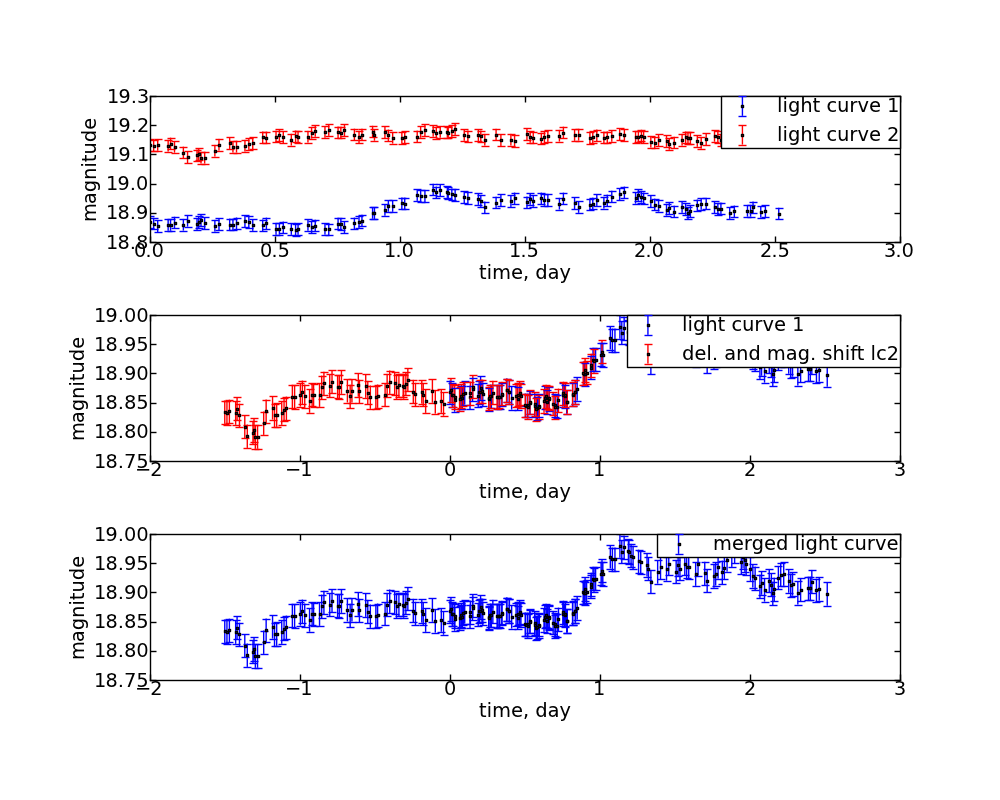 19.3
19.2
19.1
19.0
18.9
18.8
magnitude
light curve 1
light curve 2
0.0 0.5 1.0 1.5 2.0 2.5 3.0
time, day
19.00
18.95
18.90
18.85
18.80
18.75
magnitude
light curve 1
del. and mag. shift lc2
−2 −1 0 1 2 3
time, day
19.00
18.95
18.90
18.85
18.80
18.75
magnitude
merged light curve
−2 −1 0 1 2 3
time, day